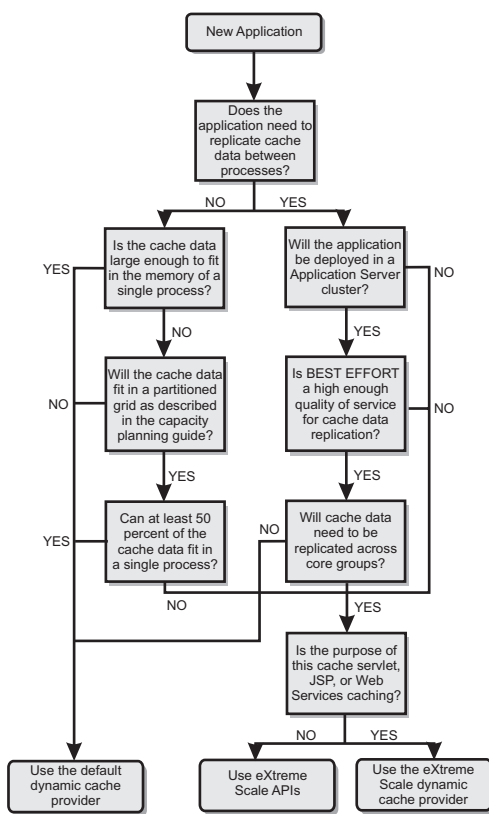 New Application
Does the
application need to
replicate cache
data between
processes?
NO
YES
Is the cache data
large enough to fit
in the memory of a
single process?
YES
Will the application
be deployed in a
Application Server
cluster?
NO
NO
YES
Will the cache data
fit in a partitioned
grid as described
in the capacity
planning guide?
NO
Is BEST EFFORT
a high enough
quality of service
for cache data
replication?
NO
YES
YES
Can at least 50
percent of the
cache data fit in
a single process?
YES
NO
Will cache data
need to be
replicated across
core groups?
NO
YES
Is the purpose of
this cache servlet,
JSP, or Web
Services caching?
NO
YES
Use the default
dynamic cache
provider
Use eXtreme
Scale APIs
Use the eXtreme
Scale dynamic
cache provider